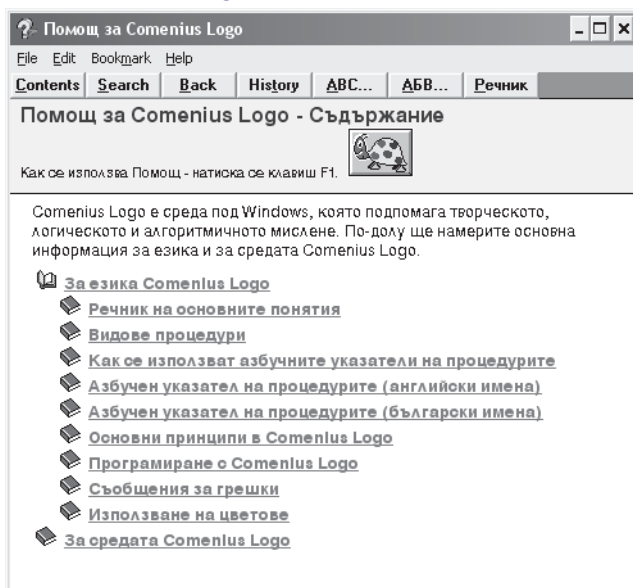 Помощ за Comenius Logo
File Edit Bookmark Help
Contents Search Back History ABC... АБВ... Речник
Помощ за Comenius Logo - Съдържание
Как се използва Помощ - натиска се клавиш F1.
Comenius Logo е среда под Windows, която подпомага творческото,
логическото и алгоритмичното мислене. По-долу ще намерите основна
информация за езика и за средата Comenius Logo.
За езика Comenius Logo
Речник на основните понятия
Видове процедури
Как се използват азбучните указатели на процедурите
Азбучен указател на процедурите (английски имена)
Азбучен указател на процедурите (български имена)
Основни принципи в Comenius Logo
Програмиране с Comenius Logo
Съобщения за грешки
Използване на цветове
За средата Comenius Logo